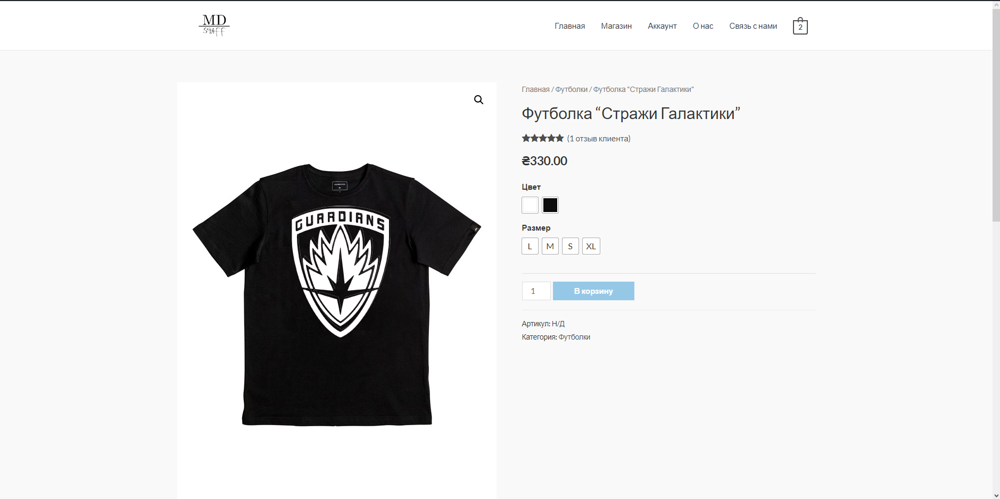 MD
STAFF
Главная Магазин Аккаунт О нас Связь с нами 2
Главная / Футболки / Футболка “Стражи Галактики”
Футболка “Стражи Галактики”
(1 отзыв клиента)
₴330.00
Цвет
Размер
L M S XL
1 В корзину
Артикул: Н/Д
Категория: Футболки
GUARDIANS